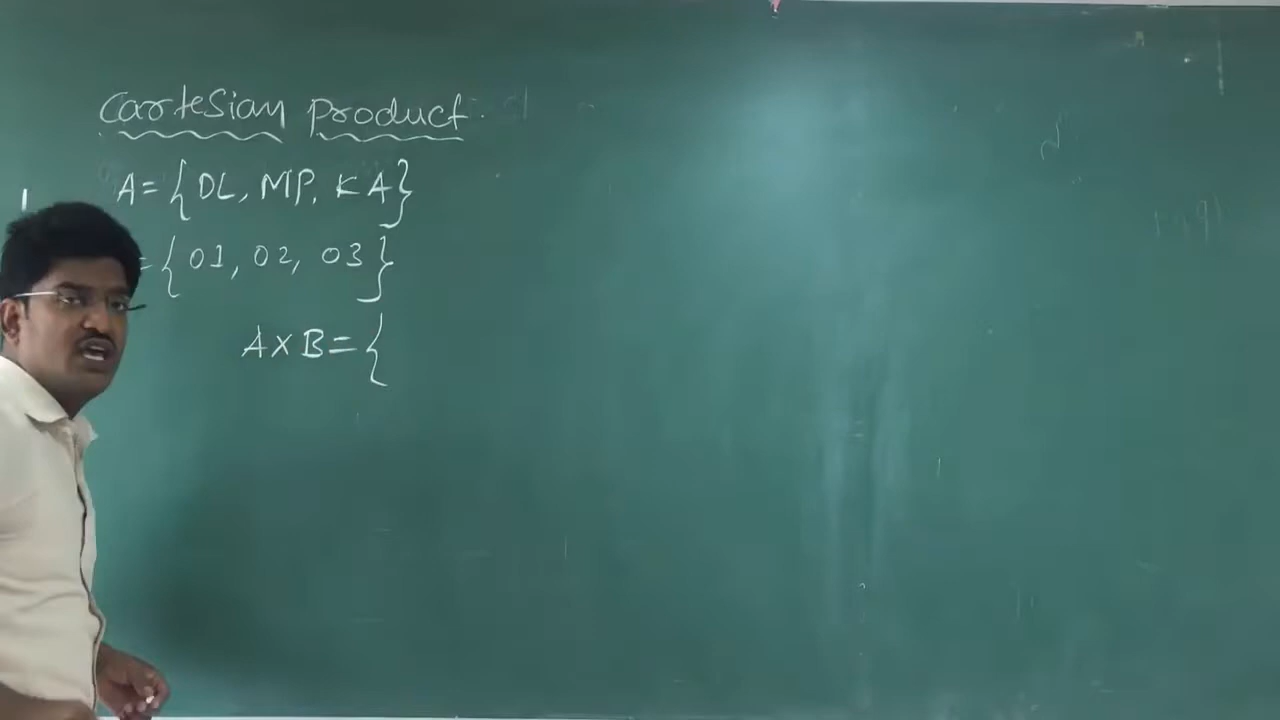 Cartesian product.
A = {DL, MP, KA}
= {01, 02, 03}
A × B = {